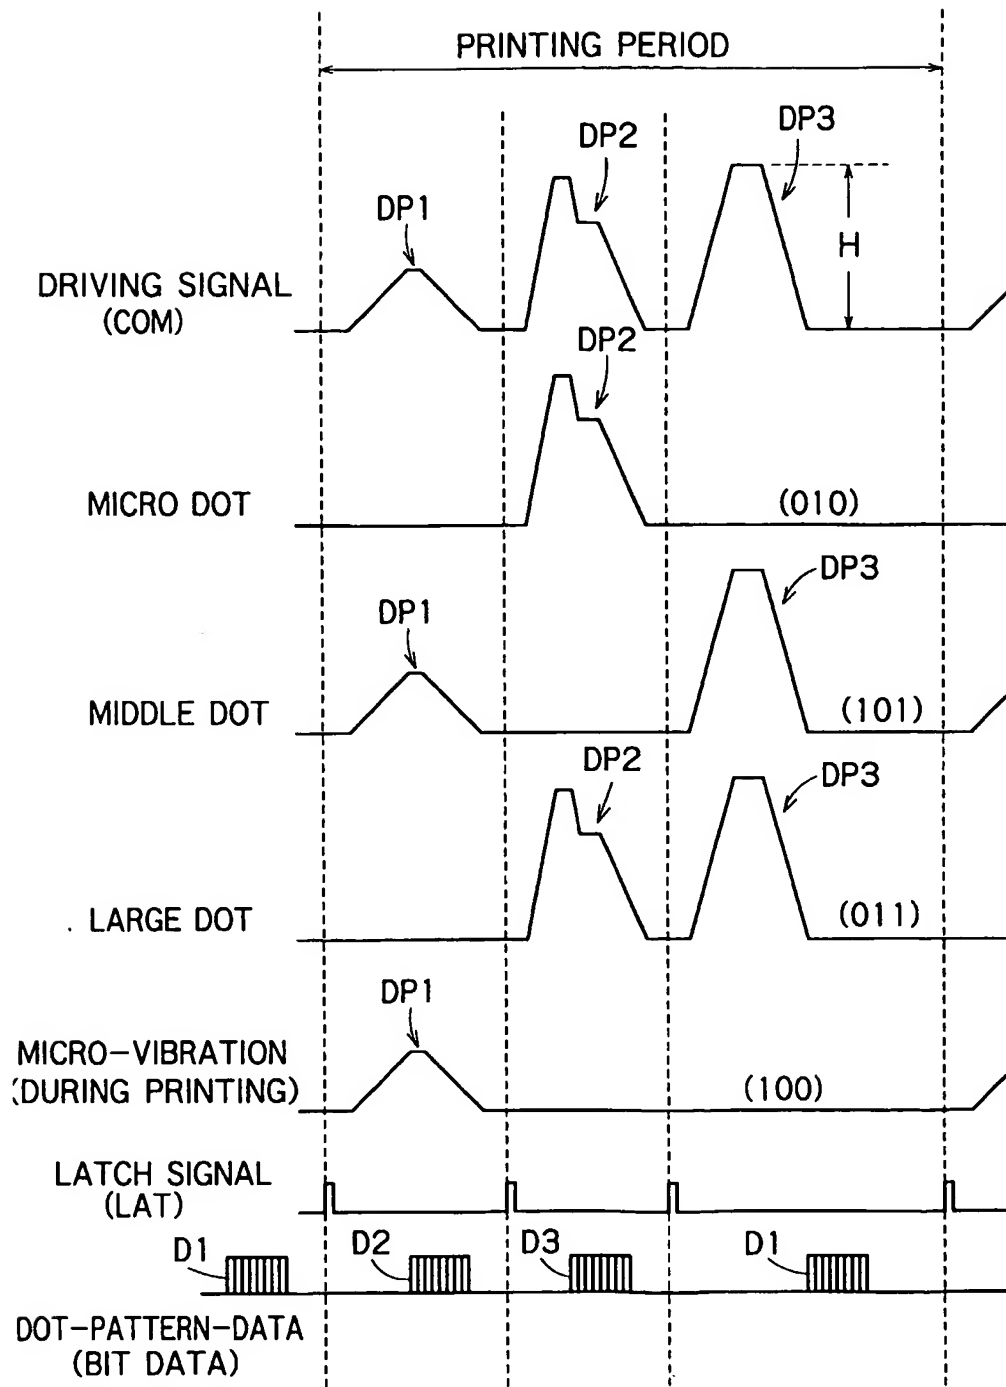 PRINTING PERIOD
DP1
DP2
DP3
H
DRIVING SIGNAL
(COM)
DP2
MICRO DOT
(010)
DP1
DP3
MIDDLE DOT
(101)
DP2
DP3
LARGE DOT
(011)
DP1
MICRO-VIBRATION
(DURING PRINTING)
(100)
LATCH SIGNAL
(LAT)
D1
D2
D3
D1
DOT-PATTERN-DATA
(BIT DATA)